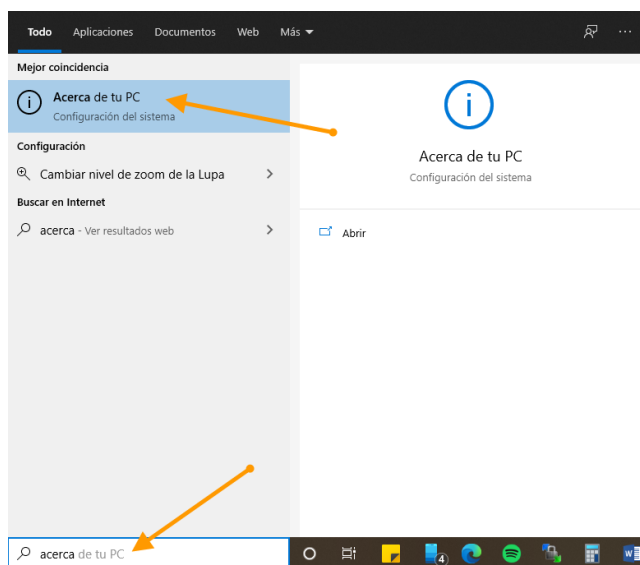 Todo Aplicaciones Documentos Web Más
Mejor coincidencia
Acerca de tu PC
Configuración del sistema
Configuración
Cambiar nivel de zoom de la Lupa
Buscar en Internet
acerca - Ver resultados web
Acerca de tu PC
Configuración del sistema
Abrir
acerca de tu PC
4
W